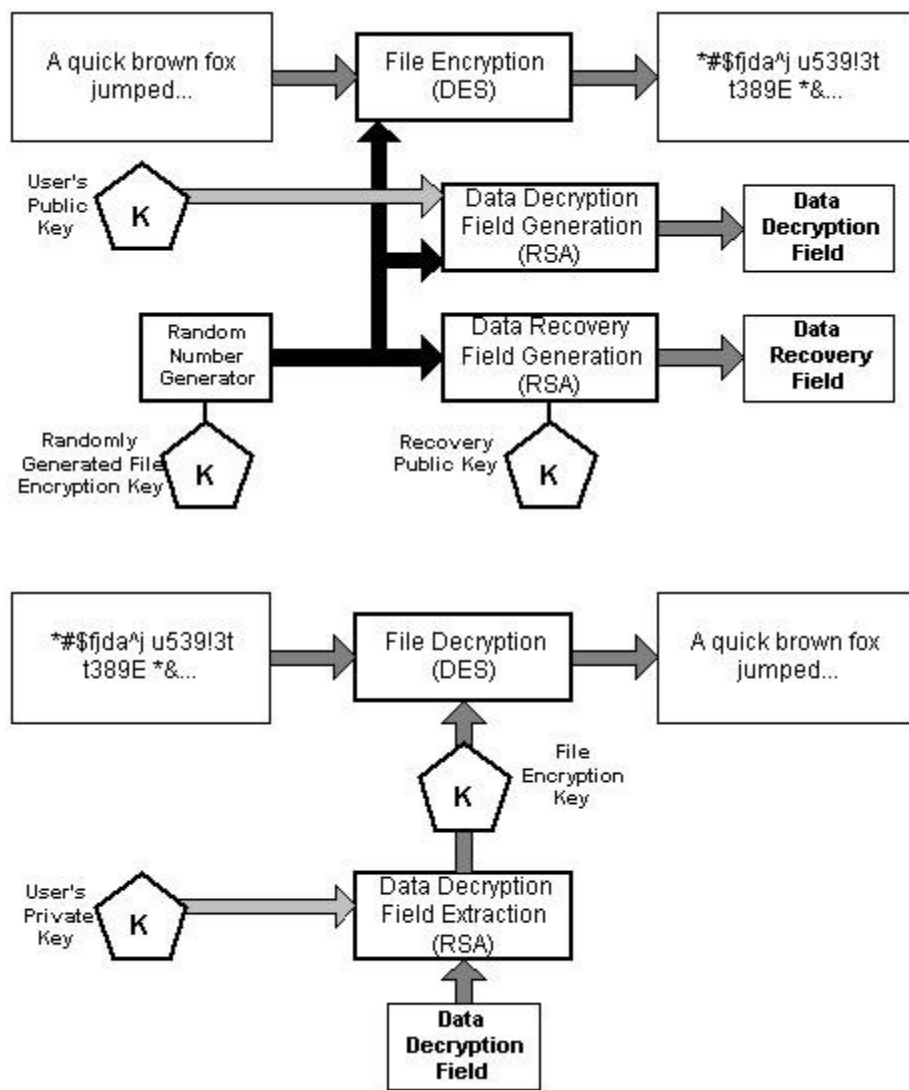 A quick brown fox
jumped...
File Encryption
(DES)
*#$fjda^j u539!3t
t389E *&...
User's
Public
Key
K
Data Decryption
Field Generation
(RSA)
Data
Decryption
Field
Random
Number
Generator
Data Recovery
Field Generation
(RSA)
Data
Recovery
Field
Randomly
Generated File
Encryption Key
K
Recovery
Public Key
K
*#$fjda^j u539!3t
t389E *&...
File Decryption
(DES)
A quick brown fox
jumped...
K
File
Encryption
Key
User's
Private
Key
K
Data Decryption
Field Extraction
(RSA)
Data
Decryption
Field